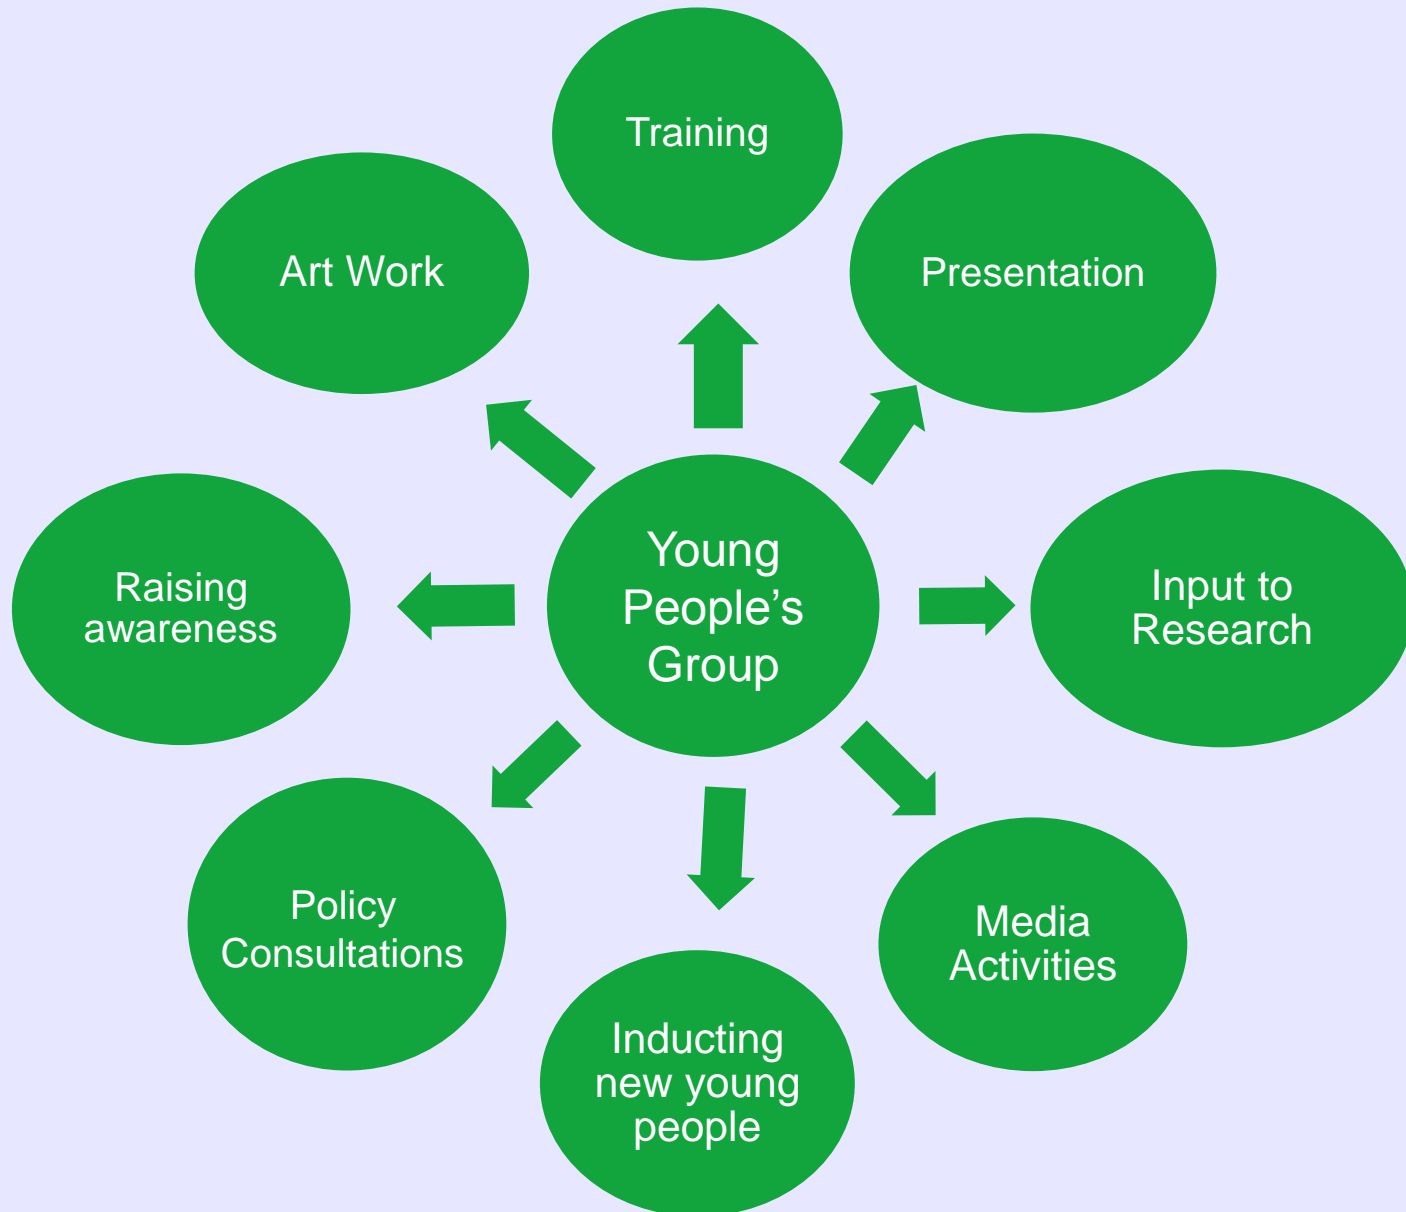 Training
Art Work
Presentation
Young
People’s
Group
Raising
awareness
Input to
Research
Policy
Consultations
Media
Activities
Inducting
new young
people